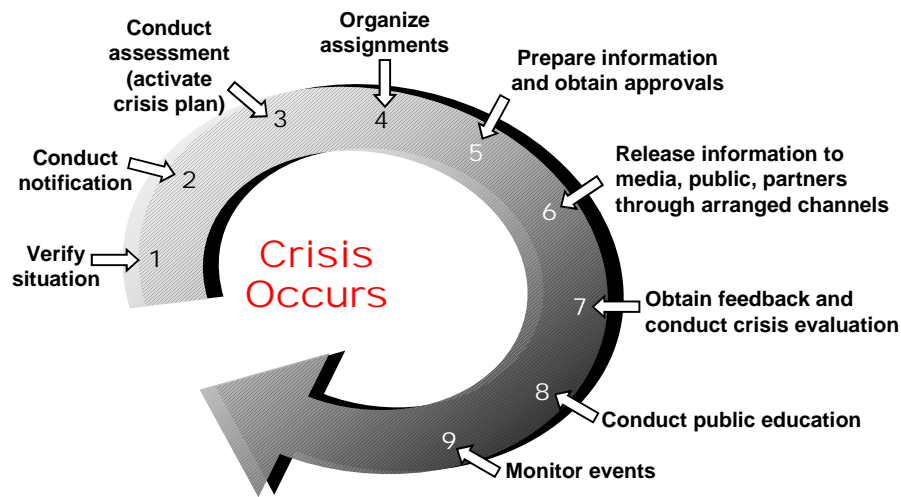 Verify
situation
1
Conduct
notification
2
Conduct
assessment
(activate
crisis plan)
3
Organize
assignments
4
Prepare information
and obtain approvals
5
Release information to
media, public, partners
through arranged channels
6
Obtain feedback and
conduct crisis evaluation
7
Conduct public education
8
Monitor events
9
Crisis
Occurs